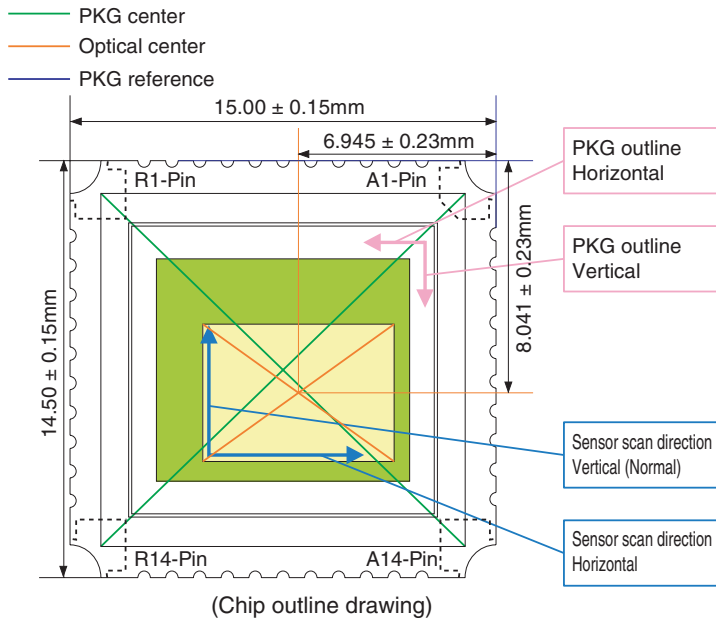 PKG center
Optical center
PKG reference
15.00 ± 0.15mm
6.945 ± 0.23mm
R1-Pin
A1-Pin
PKG outline
Horizontal
PKG outline
Vertical
8.041 ± 0.23mm
14.50 ± 0.15mm
Sensor scan direction
Vertical (Normal)
Sensor scan direction
Horizontal
R14-Pin
A14-Pin
(Chip outline drawing)